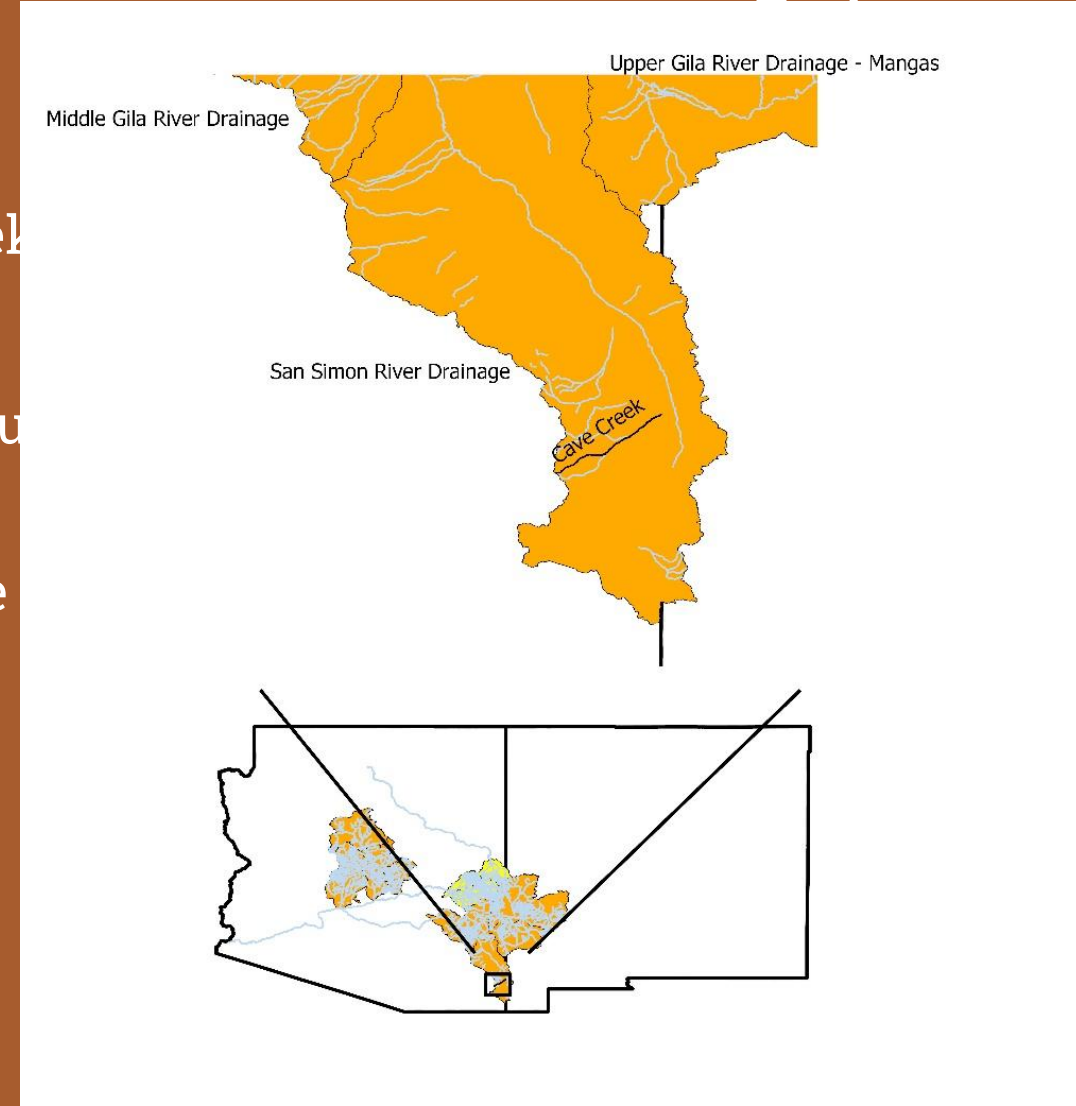 Upper Gila River Drainage - Mangas
Middle Gila River Drainage
San Simon River Drainage
Cave Creek